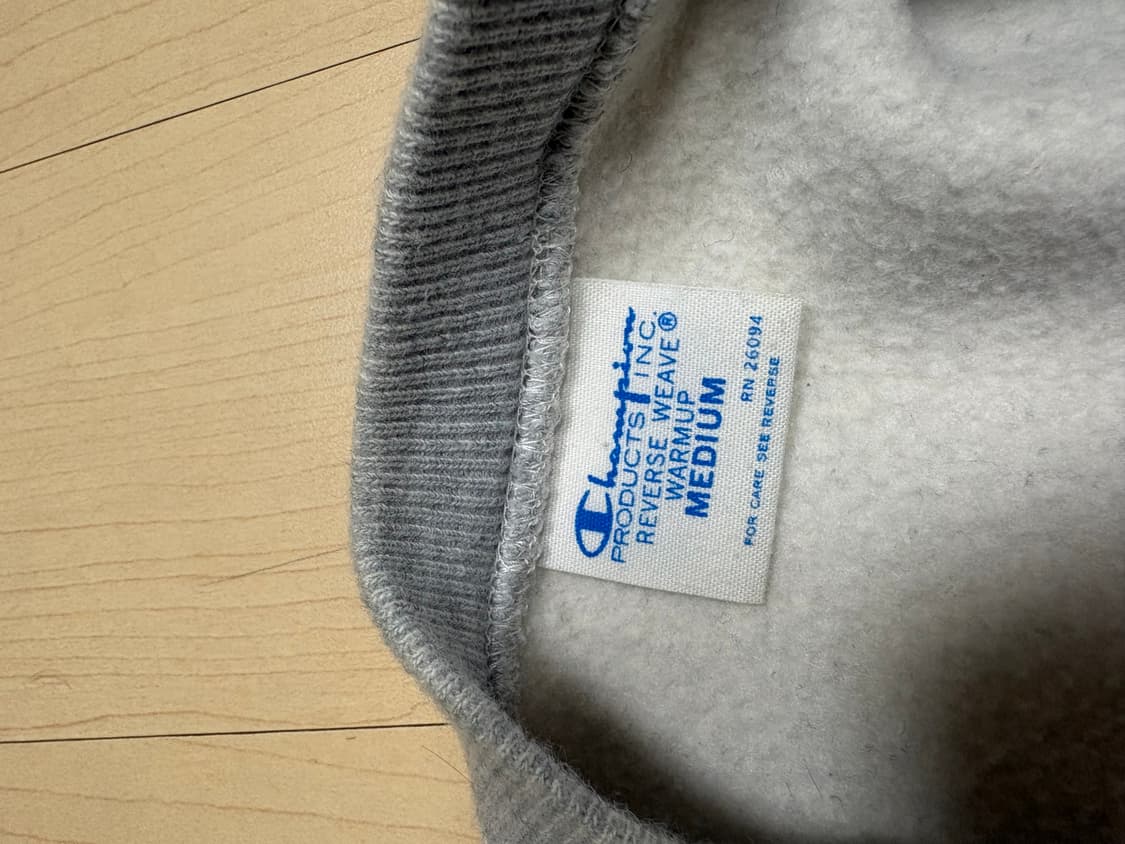 Champion
PRODUCTS INC.
REVERSE WEAVE®
WARMUP
MEDIUM
RN 26094
FOR CARE SEE REVERSE